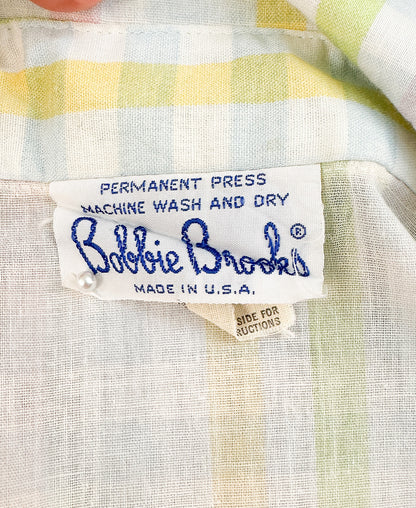 PERMANENT PRESS
MACHINE WASH AND DRY
Bobbie Brooks®
MADE IN U.S.A.
SIDE FOR
RUCTIONS